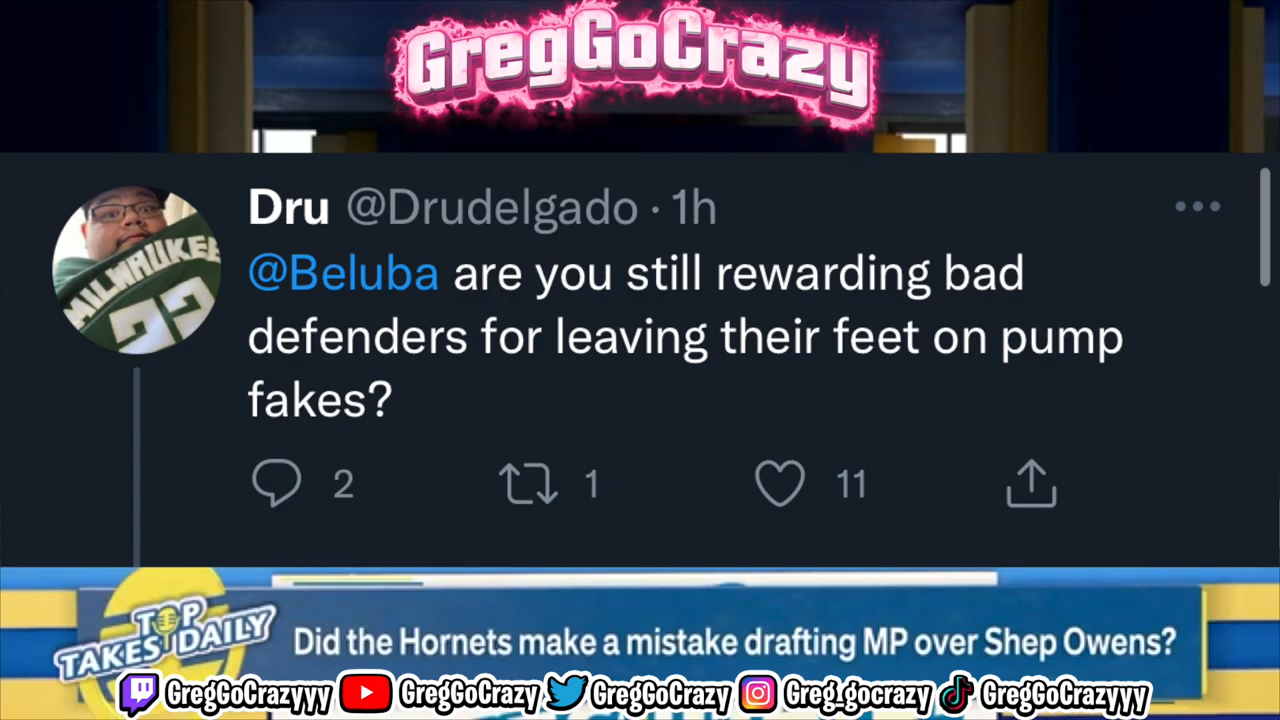 GregGoCrazy
Dru @Drudelgado · 1h
MILWAUKEE
@Beluba are you still rewarding bad
defenders for leaving their feet on pump
fakes?
2 1 11
TOP
TAKES DAILY
Did the Hornets make a mistake drafting MP over Shep Owens?
GregGoCrazyyy GregGoCrazy GregGoCrazy Greg_gocrazy GregGoCrazyyy